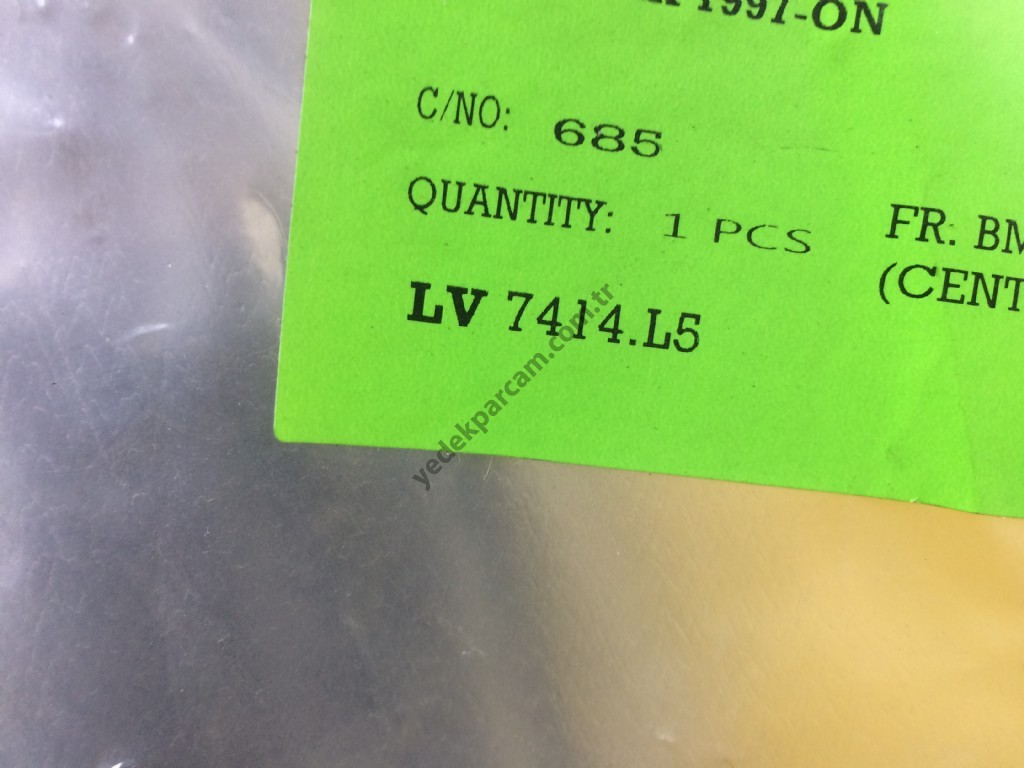 1997-ON
C/NO: 685
QUANTITY: 1 PCS
FR: BM
(CENT
LV 7414.L5
yedekparcam.com.tr